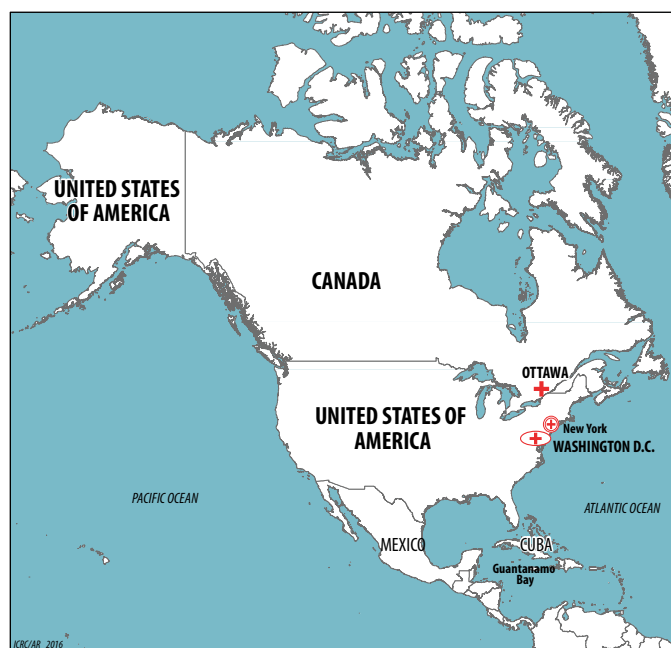 UNITED STATES
OF AMERICA
CANADA
OTTAWA
UNITED STATES OF
AMERICA
New York
WASHINGTON D.C.
PACIFIC OCEAN
ATLANTIC OCEAN
MEXICO
CUBA
Guantanamo
Bay
ICRC/AR 2016